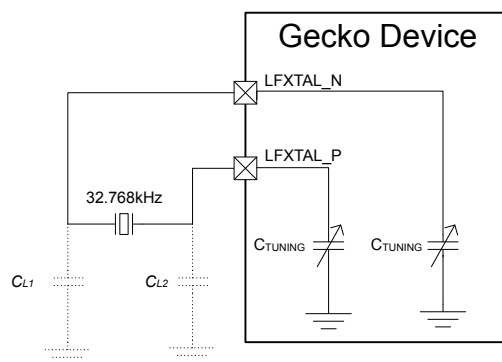 Gecko Device
LFXTAL_N
LFXTAL_P
32.768kHz
CTUNING CTUNING
CL1 CL2